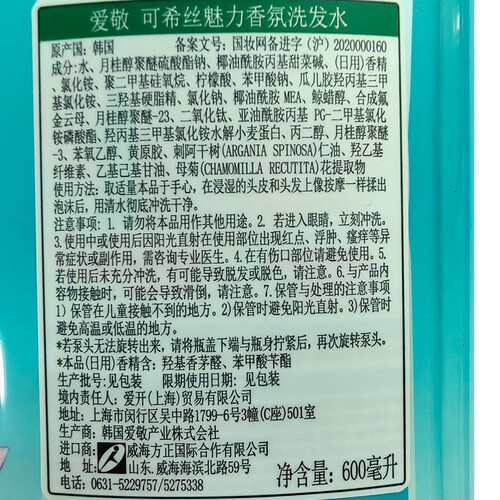 爱敬 可希丝魅力香氛洗发水
原产国：韩国 备案文号：国妆网备进字（沪）2020000160
成分：水、月桂醇聚醚硫酸酯钠、椰油酰胺丙基甜菜碱、(日用)香精
、氯化铵、聚二甲基硅氧烷、柠檬酸、苯甲酸钠、瓜儿胶羟丙基三甲
基氯化铵、三羟基硬脂精、氯化钠、椰油酰胺 MEA、鲸蜡醇、合成氟
金云母、月桂醇聚醚-23、二氧化钛、亚油酰胺丙基 PG-二甲基氯化
铵磷酸酯、羟丙基三甲基氯化铵水解小麦蛋白、丙二醇、月桂醇聚醚
-3、苯氧乙醇、黄原胶、刺阿干树(ARGANIA SPINOSA)仁油、羟乙基
纤维素、乙基己基甘油、母菊(CHAMOMILLA RECUTITA)花提取物
使用方法：取适量本品于手心，在浸湿的头皮和头发上像按摩一样揉出
泡沫后，用清水彻底冲洗干净。
注意事项：1. 请勿将本品用作其他用途。2. 若进入眼睛，立刻冲洗。
3.使用中或使用后因阳光直射在使用部位出现红点、浮肿、瘙痒等异
常症状或副作用，需咨询专业医生。4.在有伤口部位请避免使用。5.
若使用后未充分冲洗，有可能导致脱发或脱色，请注意。6.与产品内
容物接触时，可能会导致滑倒，请注意。7.保管与处理的注意事项
1）保管在儿童接触不到的地方。2）保管时避免阳光直射。3）保管时
避免高温或低温的地方。
*若泵头无法旋转出来，请将瓶盖下端与瓶身拧紧后，再次旋转泵头。
*本品(日用)香精含：羟基香茅醛、苯甲酸苄酯
生产批号：见包装 限期使用日期：见包装
境内责任人：爱开（上海）贸易有限公司
地址：上海市闵行区吴中路1799-6号3幢（C座）501室
生产商：韩国爱敬产业株式会社
进口商：威海方正国际合作有限公司
地址：山东. 威海海滨北路59号
电话：0631-5229757/5275338
净含量：600毫升